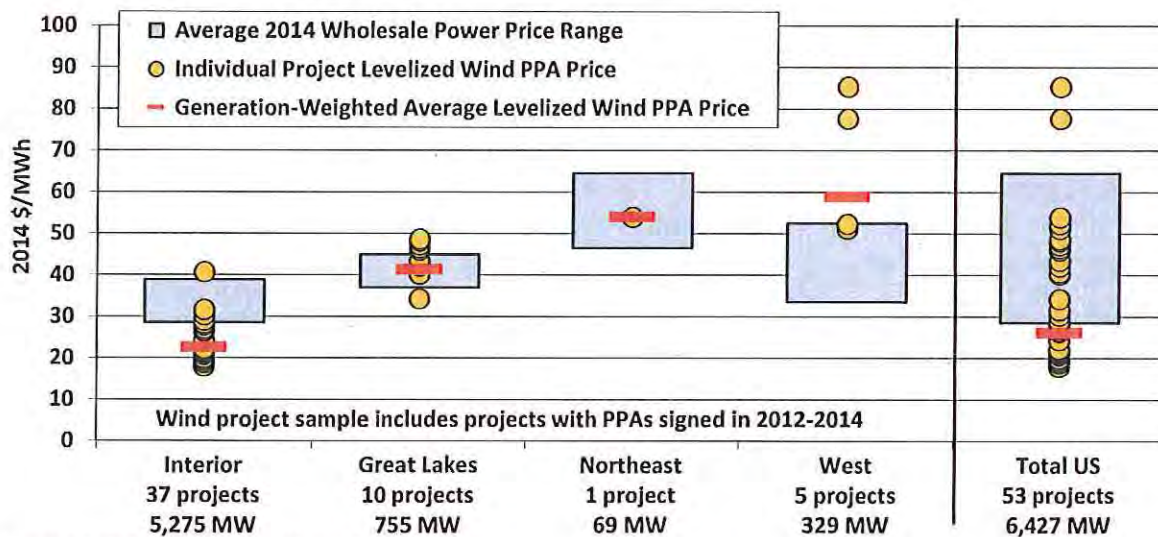 100
90
80
70
60
50
40
30
20
10
0
2014 $/MWh
Average 2014 Wholesale Power Price Range
Individual Project Levelized Wind PPA Price
Generation-Weighted Average Levelized Wind PPA Price
Wind project sample includes projects with PPAs signed in 2012-2014
Interior
37 projects
5,275 MW
Great Lakes
10 projects
755 MW
Northeast
1 project
69 MW
West
5 projects
329 MW
Total US
53 projects
6,427 MW